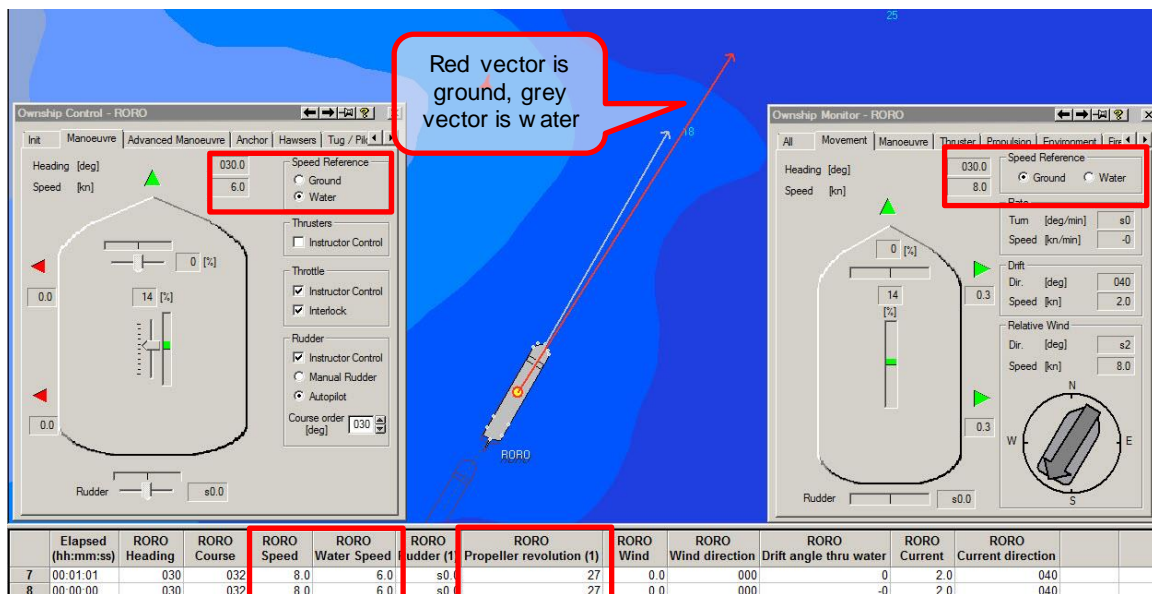 25
Red vector is
ground, grey
vector is water
18
Ownship Control - RORO
Init Manoeuvre Advanced Manoeuvre Anchor Hawsers Tug /
Heading [deg] 030.0
Speed [kn] 6.0
Speed Reference
Ground
Water
Thrusters
Instructor Control
0 [%]
Throttle
Instructor Control
Interlock
0.0 14 [%]
Rudder
Instructor Control
Manual Rudder
Autopilot
Course order
[deg] 030
0.0
Rudder s0.0
RORO
Ownship Monitor - RORO
All Movement Manoeuvre Thruster Propulsion Environment
Heading [deg] 030.0
Speed [kn] 8.0
Speed Reference
Ground Water
Rate
Turn [deg/min] s0
Speed [kn/min] -0
0 [%]
Drift
Dir. [deg] 040
Speed [kn] 2.0
14
[%]
0.3
Relative Wind
Dir. [deg] s2
Speed [kn] 8.0
N
W E
S
0.3
Rudder s0.0
Elapsed RORO RORO RORO RORO RORO RORO RORO RORO RORO RORO RORO
(hh:mm:ss) Heading Course Speed Water Speed Rudder (1) Propeller revolution (1) Wind Wind direction Drift angle thru water Current Current direction
7 00:01:01 030 032 8.0 6.0 s0.0 27 0.0 000 0 2.0 040
8 00:00:00 030 032 8.0 6.0 s0.0 27 0.0 000 -0 2.0 040